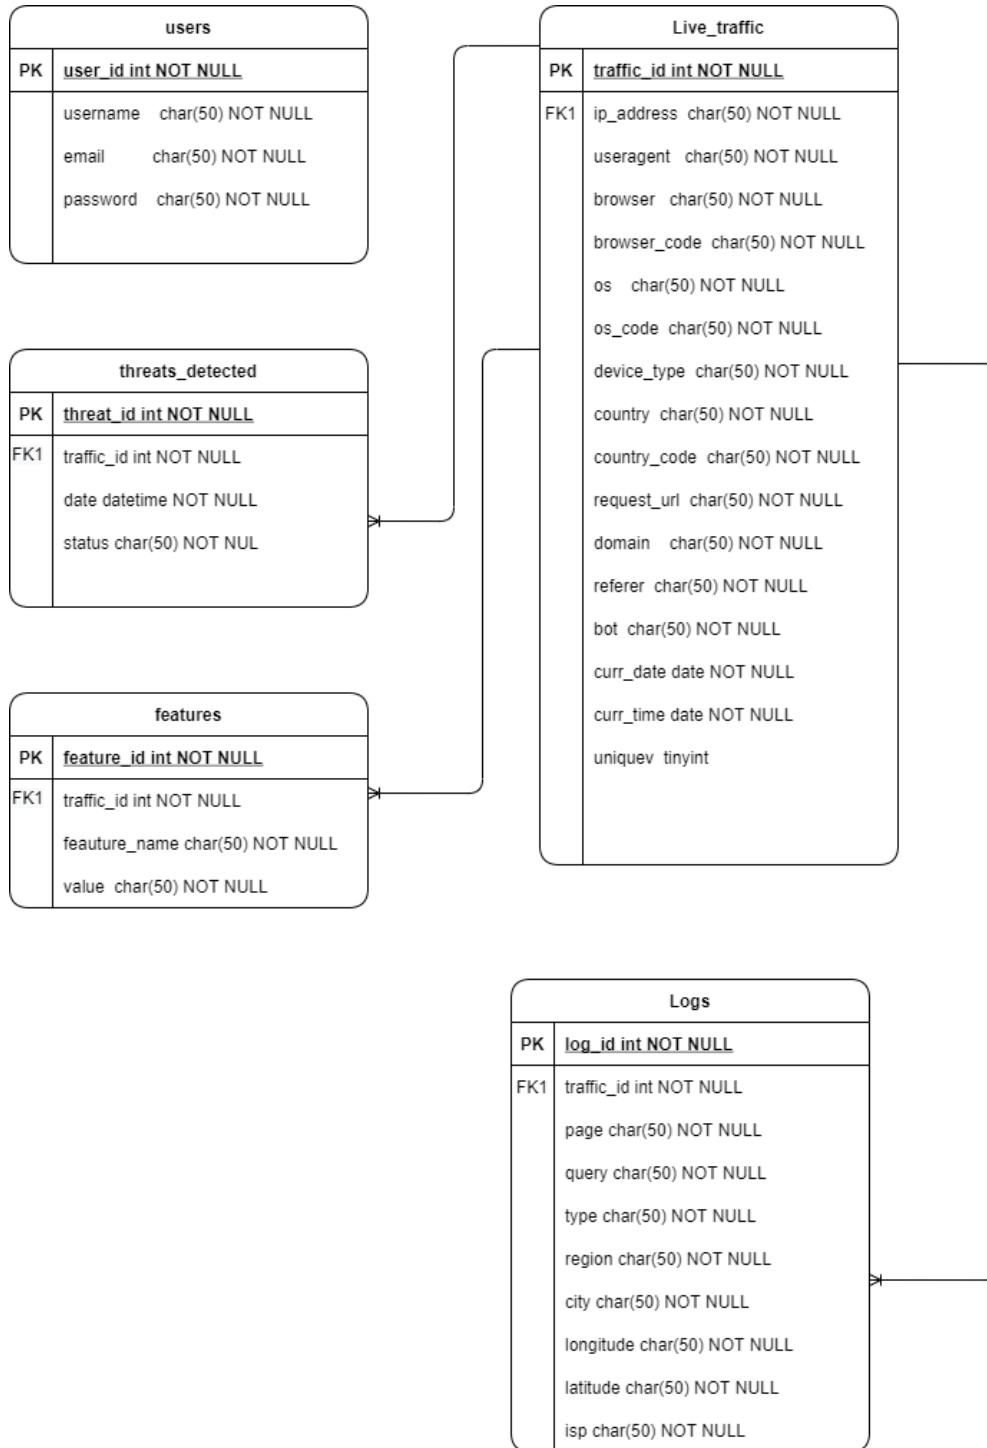 users
PK user_id int NOT NULL
username char(50) NOT NULL
email char(50) NOT NULL
password char(50) NOT NULL
threats_detected
PK threat_id int NOT NULL
FK1 traffic_id int NOT NULL
date datetime NOT NULL
status char(50) NOT NUL
features
PK feature_id int NOT NULL
FK1 traffic_id int NOT NULL
feauture_name char(50) NOT NULL
value char(50) NOT NULL
Live_traffic
PK traffic_id int NOT NULL
FK1 ip_address char(50) NOT NULL
useragent char(50) NOT NULL
browser char(50) NOT NULL
browser_code char(50) NOT NULL
os char(50) NOT NULL
os_code char(50) NOT NULL
device_type char(50) NOT NULL
country char(50) NOT NULL
country_code char(50) NOT NULL
request_url char(50) NOT NULL
domain char(50) NOT NULL
referer char(50) NOT NULL
bot char(50) NOT NULL
curr_date date NOT NULL
curr_time date NOT NULL
uniquev tinyint
Logs
PK log_id int NOT NULL
FK1 traffic_id int NOT NULL
page char(50) NOT NULL
query char(50) NOT NULL
type char(50) NOT NULL
region char(50) NOT NULL
city char(50) NOT NULL
longitude char(50) NOT NULL
latitude char(50) NOT NULL
isp char(50) NOT NULL